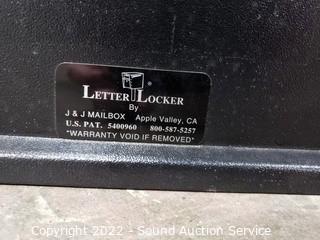 LETTER LOCKER
By
J & J MAILBOX Apple Valley, CA
U.S. PAT. 5400960 800-587-5257
"WARRANTY VOID IF REMOVED"
Copyright 2022 - Sound Auction Service